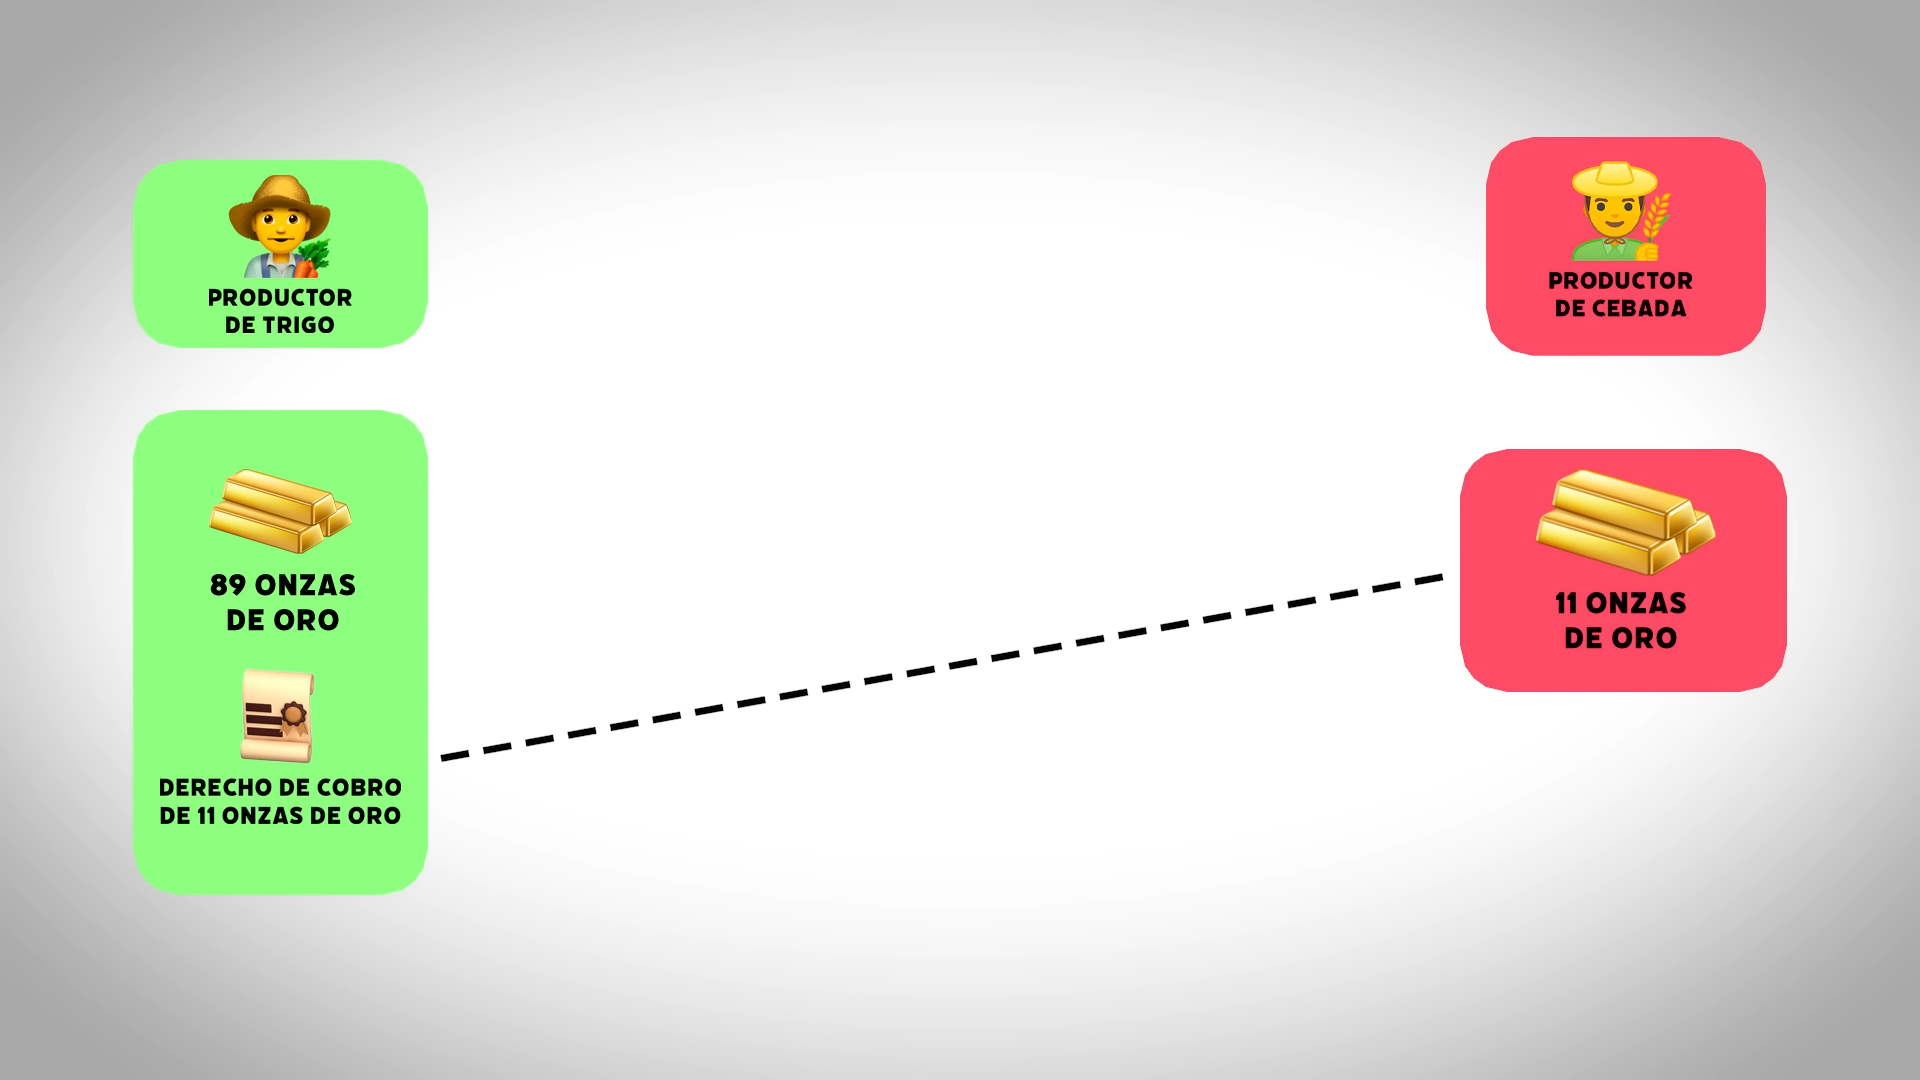 PRODUCTOR
DE TRIGO
89 ONZAS
DE ORO
DERECHO DE COBRO
DE 11 ONZAS DE ORO
PRODUCTOR
DE CEBADA
11 ONZAS
DE ORO